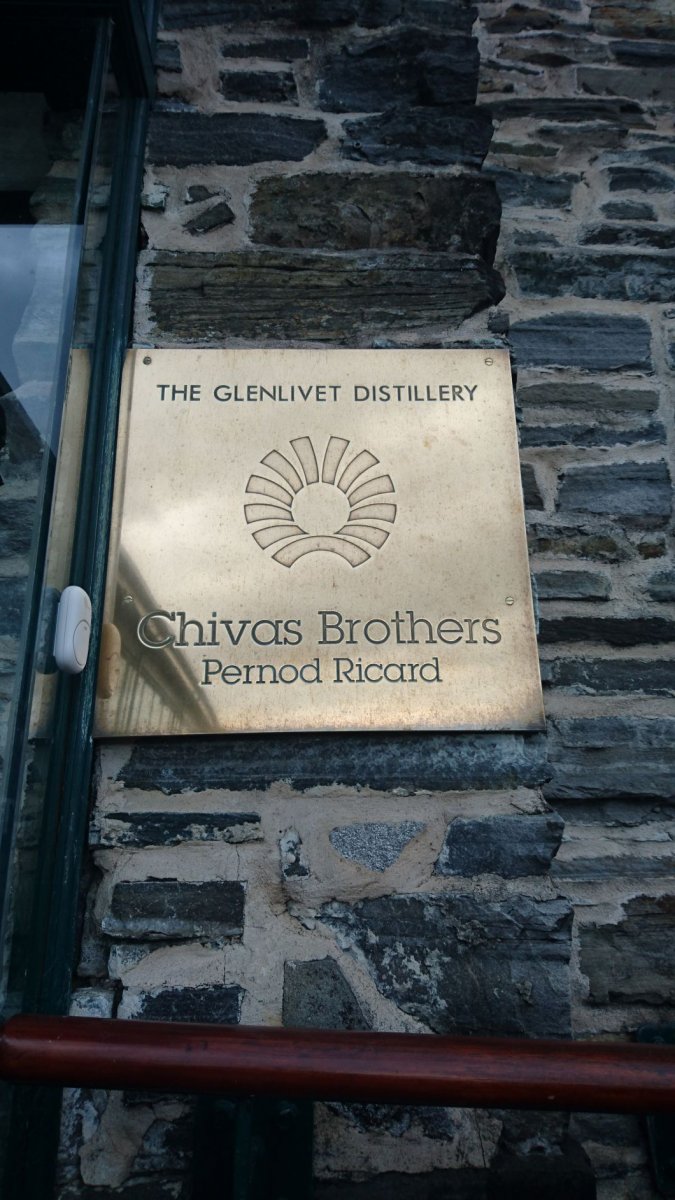 THE GLENLIVET DISTILLERY
Chivas Brothers
Pernod Ricard